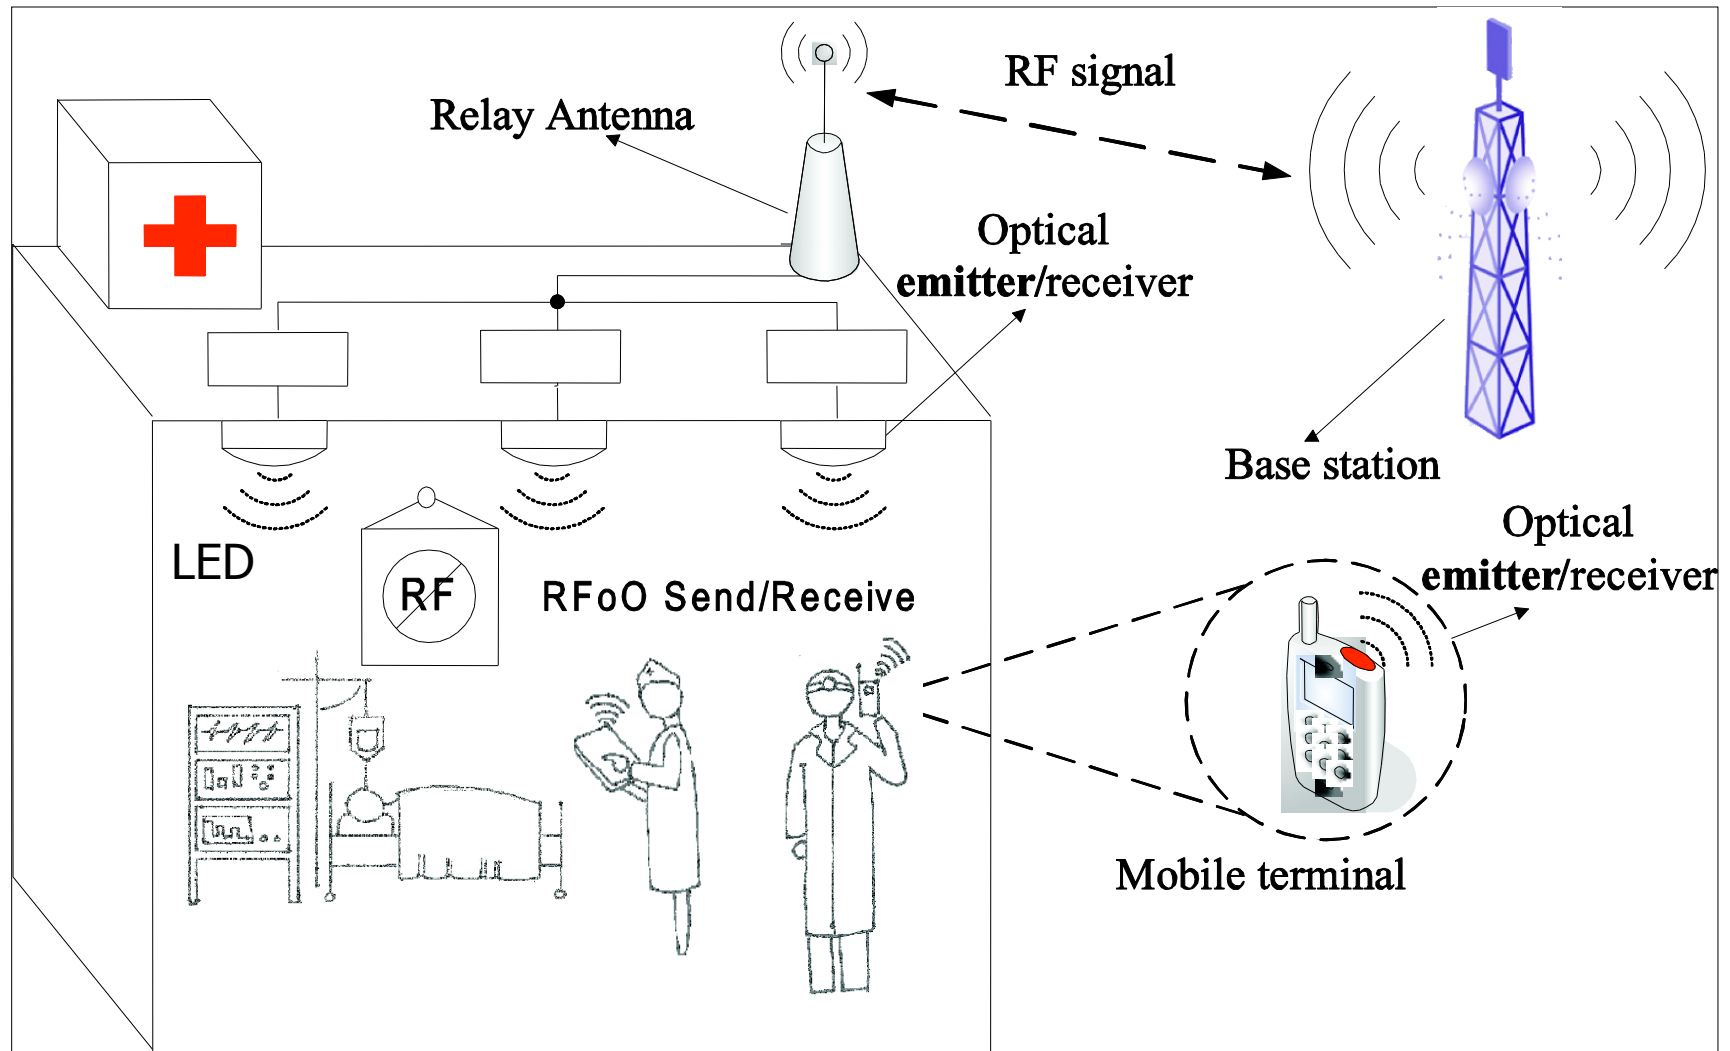 RF signal
Relay Antenna
Optical
emitter/receiver
Base station
Optical
emitter/receiver
LED
RF
RFoO Send/Receive
Mobile terminal